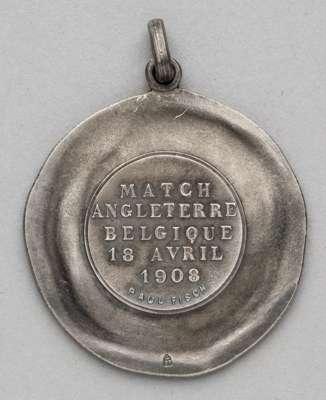 MATCH
ANGLETERRE
BELGIQUE
18 AVRIL
1908
PAUL FISCH